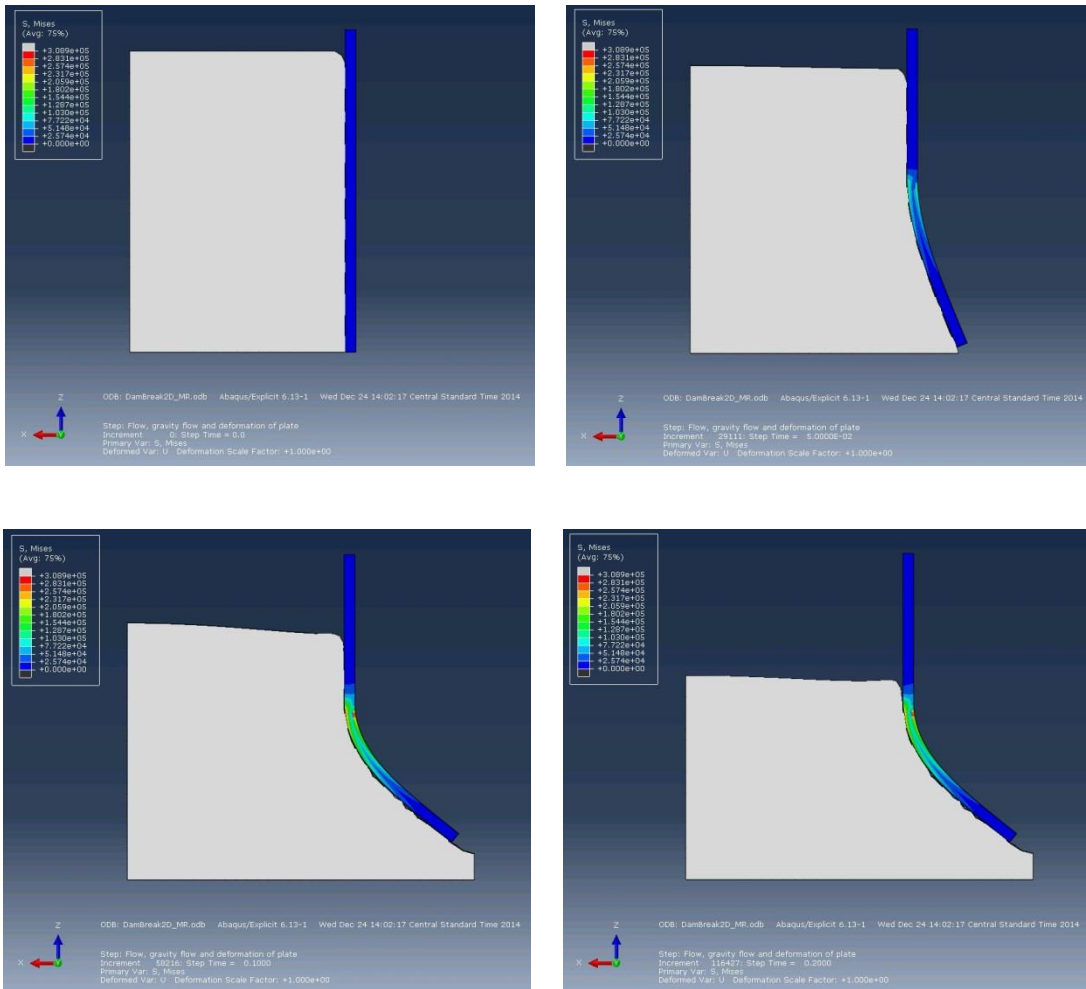 S, Mises
(Avg: 75%)
+3.089e+05
+2.831e+05
+2.574e+05
+2.317e+05
+2.059e+05
+1.802e+05
+1.544e+05
+1.287e+05
+1.030e+05
+7.722e+04
+5.148e+04
+2.574e+04
+0.000e+00
Z
X
Y
ODB: DamBreak2D_MR.odb Abaqus/Explicit 6.13-1 Wed Dec 24 14:02:17 Central Standard Time 2014
Step: Flow, gravity flow and deformation of plate
Increment 0: Step Time = 0.0
Primary Var: S, Mises
Deformed Var: U Deformation Scale Factor: +1.000e+00
S, Mises
(Avg: 75%)
+3.089e+05
+2.831e+05
+2.574e+05
+2.317e+05
+2.059e+05
+1.802e+05
+1.544e+05
+1.287e+05
+1.030e+05
+7.722e+04
+5.148e+04
+2.574e+04
+0.000e+00
Z
X
Y
ODB: DamBreak2D_MR.odb Abaqus/Explicit 6.13-1 Wed Dec 24 14:02:17 Central Standard Time 2014
Step: Flow, gravity flow and deformation of plate
Increment 29111: Step Time = 5.0000E-02
Primary Var: S, Mises
Deformed Var: U Deformation Scale Factor: +1.000e+00
S, Mises
(Avg: 75%)
+3.089e+05
+2.831e+05
+2.574e+05
+2.317e+05
+2.059e+05
+1.802e+05
+1.544e+05
+1.287e+05
+1.030e+05
+7.722e+04
+5.148e+04
+2.574e+04
+0.000e+00
Z
X
Y
ODB: DamBreak2D_MR.odb Abaqus/Explicit 6.13-1 Wed Dec 24 14:02:17 Central Standard Time 2014
Step: Flow, gravity flow and deformation of plate
Increment 58216: Step Time = 0.1000
Primary Var: S, Mises
Deformed Var: U Deformation Scale Factor: +1.000e+00
S, Mises
(Avg: 75%)
+3.089e+05
+2.831e+05
+2.574e+05
+2.317e+05
+2.059e+05
+1.802e+05
+1.544e+05
+1.287e+05
+1.030e+05
+7.722e+04
+5.148e+04
+2.574e+04
+0.000e+00
Z
X
Y
ODB: DamBreak2D_MR.odb Abaqus/Explicit 6.13-1 Wed Dec 24 14:02:17 Central Standard Time 2014
Step: Flow, gravity flow and deformation of plate
Increment 116427: Step Time = 0.2000
Primary Var: S, Mises
Deformed Var: U Deformation Scale Factor: +1.000e+00